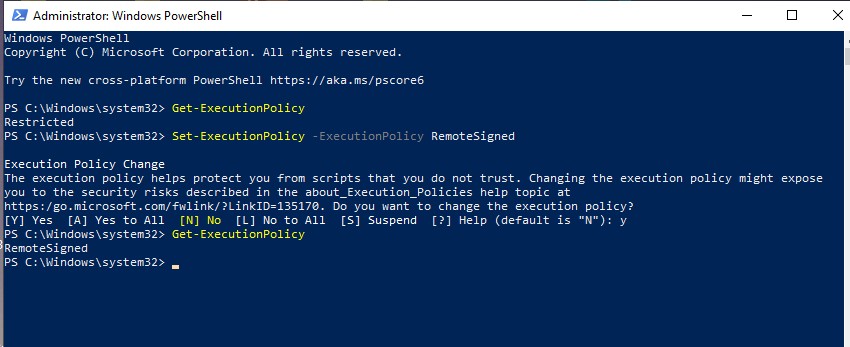 Administrator: Windows PowerShell
Windows PowerShell
Copyright (C) Microsoft Corporation. All rights reserved.
Try the new cross-platform PowerShell https://aka.ms/pscore6
PS C:\Windows\system32> Get-ExecutionPolicy
Restricted
PS C:\Windows\system32> Set-ExecutionPolicy -ExecutionPolicy RemoteSigned
Execution Policy Change
The execution policy helps protect you from scripts that you do not trust. Changing the execution policy might expose
you to the security risks described in the about_Execution_Policies help topic at
https:/go.microsoft.com/fwlink/?LinkID=135170. Do you want to change the execution policy?
[Y] Yes  [A] Yes to All  [N] No  [L] No to All  [S] Suspend  [?] Help (default is "N"): y
PS C:\Windows\system32> Get-ExecutionPolicy
RemoteSigned
PS C:\Windows\system32>